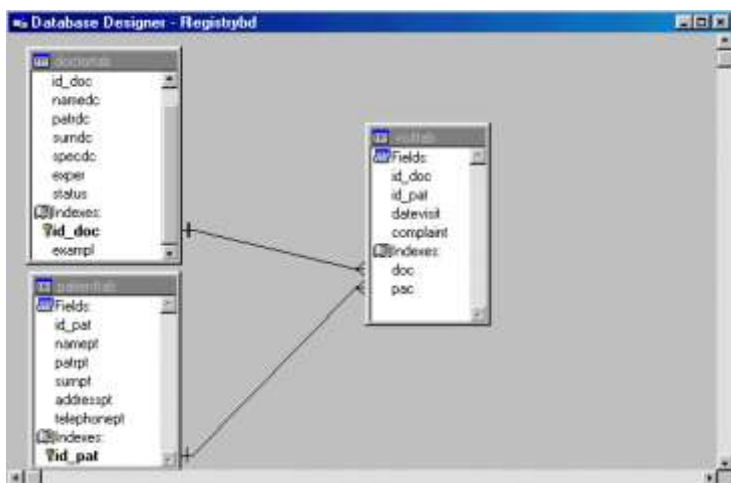 Database Designer - Registrybd
doctortab
id_doc
namedc
patrdc
surndc
specdc
exper
status
Indexes:
id_doc
exampl
patienttab
Fields:
id_pat
namept
patrpt
surnpt
addresspt
telephonept
Indexes:
id_pat
visittab
Fields:
id_doc
id_pat
datevisit
complaint
Indexes:
doc
pac